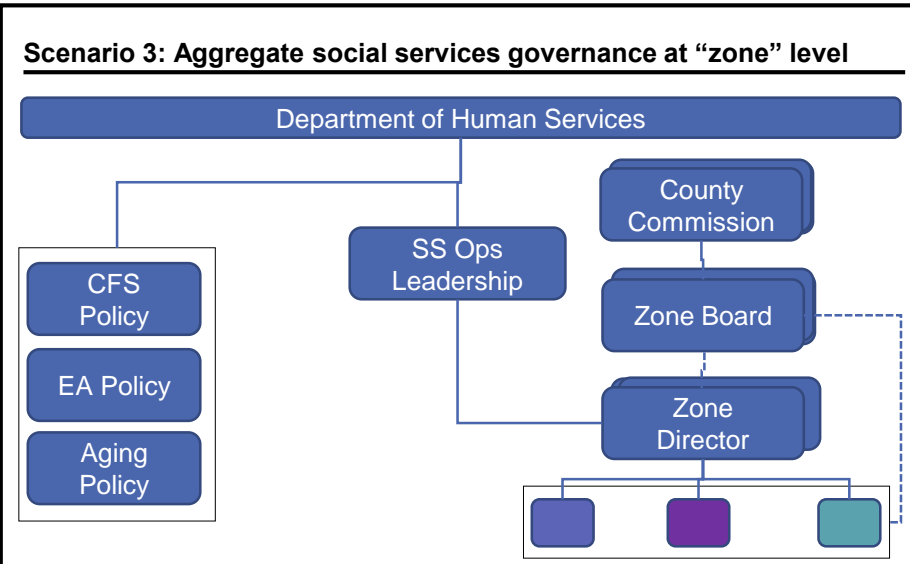 Scenario 3: Aggregate social services governance at “zone” level
Department of Human Services
County
Commission
SS Ops
Leadership
CFS
Policy
Zone Board
EA Policy
Zone
Director
Aging
Policy